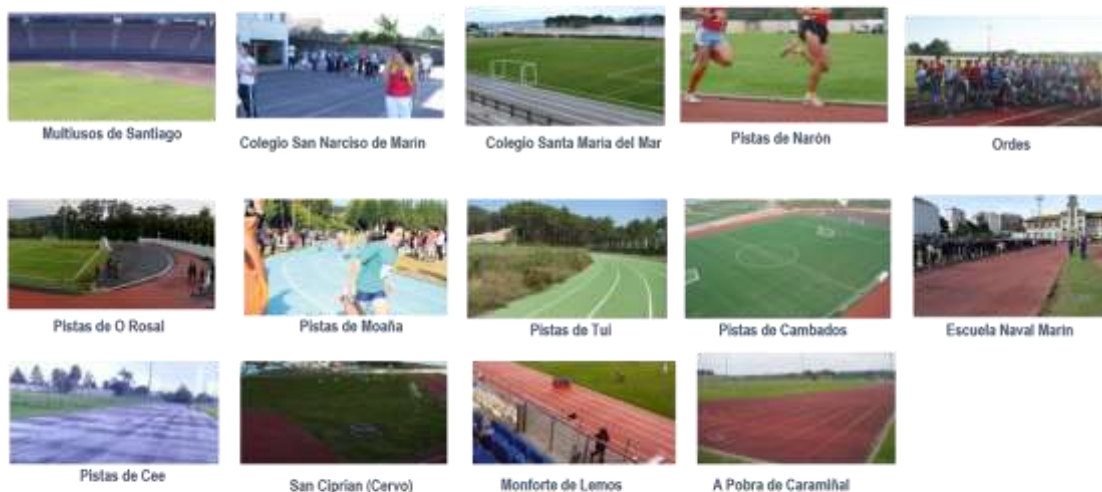 Multiusos de Santiago
Colegio San Narciso de Marín
Colegio Santa María del Mar
Pistas de Narón
Ordes
Pistas de O Rosal
Pistas de Moaña
Pistas de Tui
Pistas de Cambados
Escuela Naval Marín
Pistas de Cee
San Ciprian (Cervo)
Monforte de Lemos
A Pobra de Caramiñal